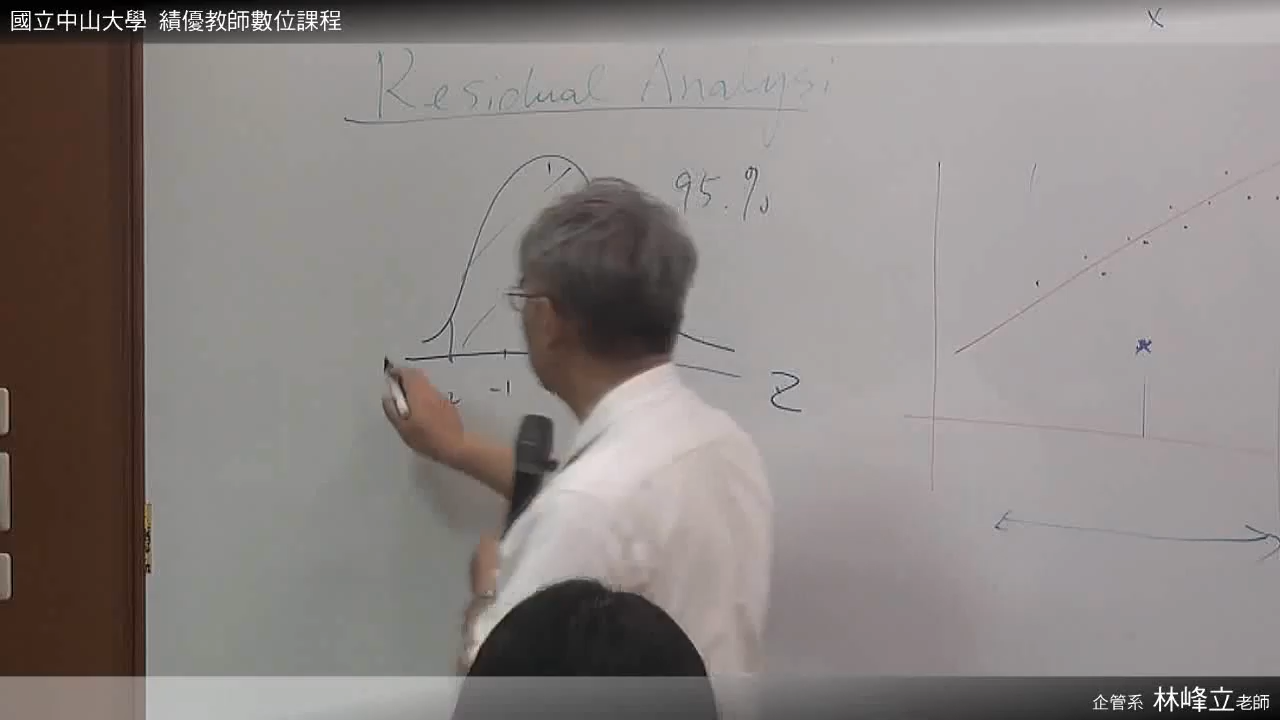 國立中山大學 績優教師數位課程
x
Residual Analysi
95.%
-2 -1
Z
企管系 林峰立老師